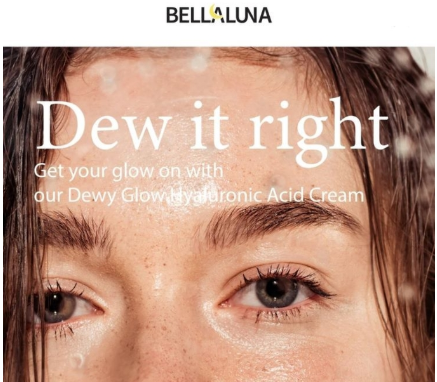 BELLALUNA
Dew it right
Get your glow on with
our Dewy Glow Hyaluronic Acid Cream